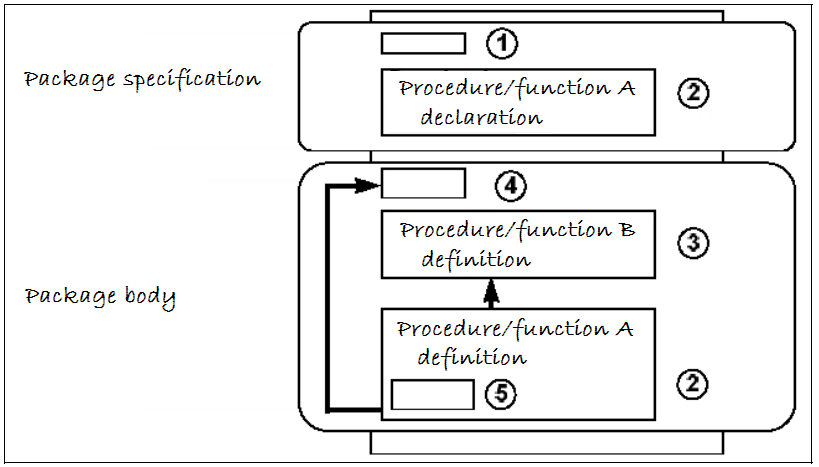 ①
Package specification
Procedure/function A
declaration
②
④
Procedure/function B
definition
③
Package body
Procedure/function A
definition
②
⑤